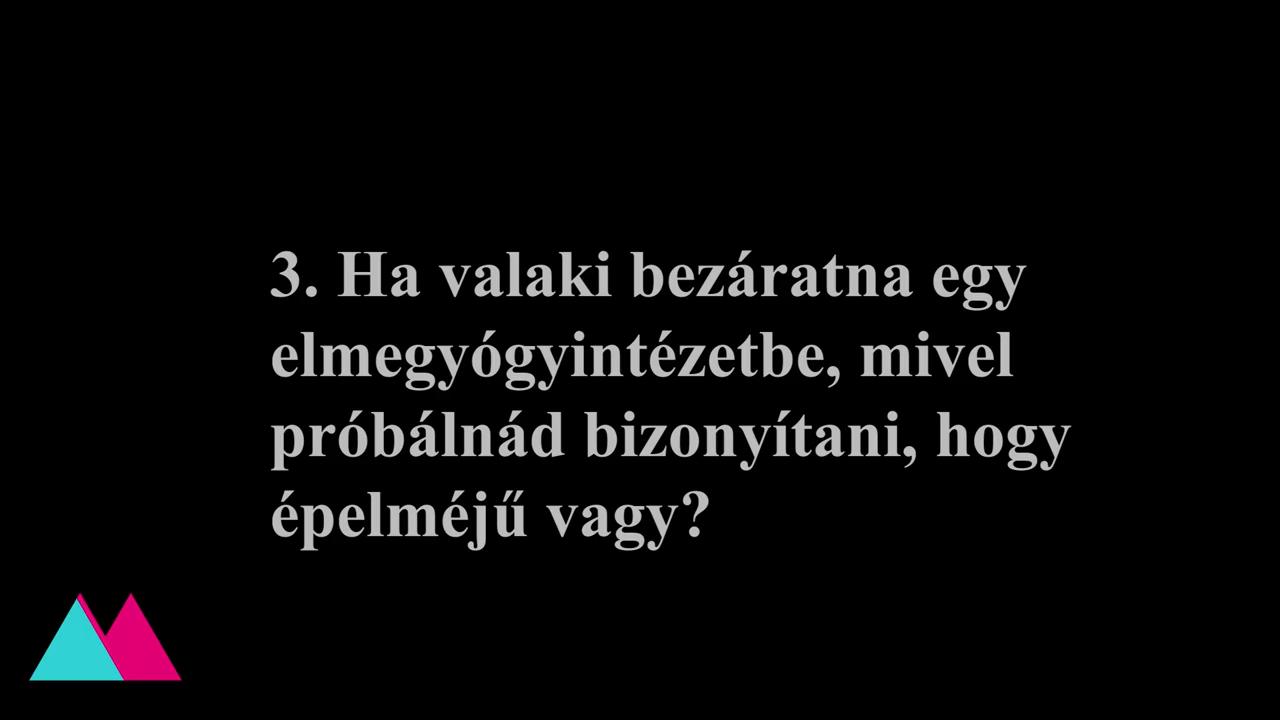 3. Ha valaki bezáratna egy
elmegyógyintézetbe, mivel
próbálnád bizonyítani, hogy
épelméjű vagy?